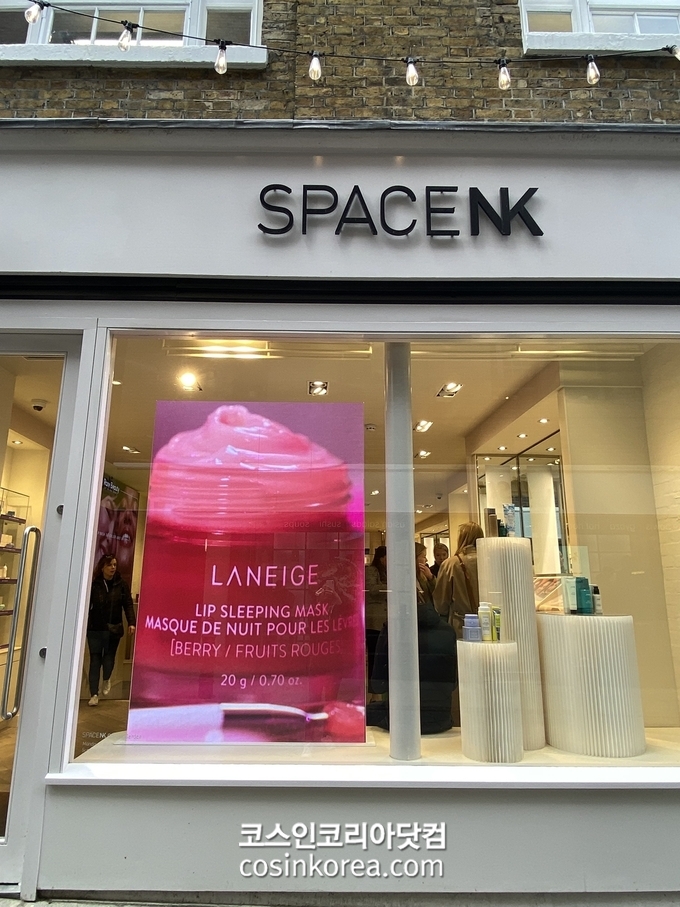 SPACENK
LANEIGE
LIP SLEEPING MASK
MASQUE DE NUIT POUR LES LÈVRES
[BERRY / FRUITS ROUGES]
20 g / 0.70 oz.
SPACENK
코스인코리아닷컴
cosinkorea.com